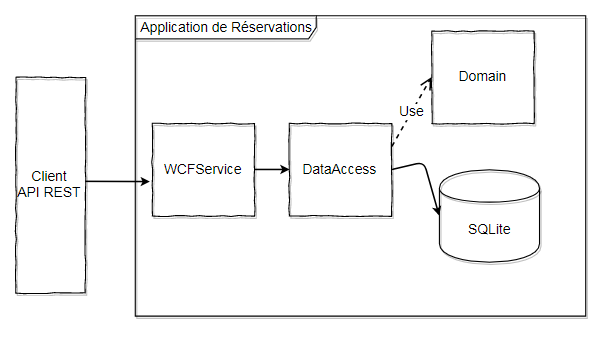 Application de Réservations
Domain
Use
Client
API REST
WCFService
DataAccess
SQLite